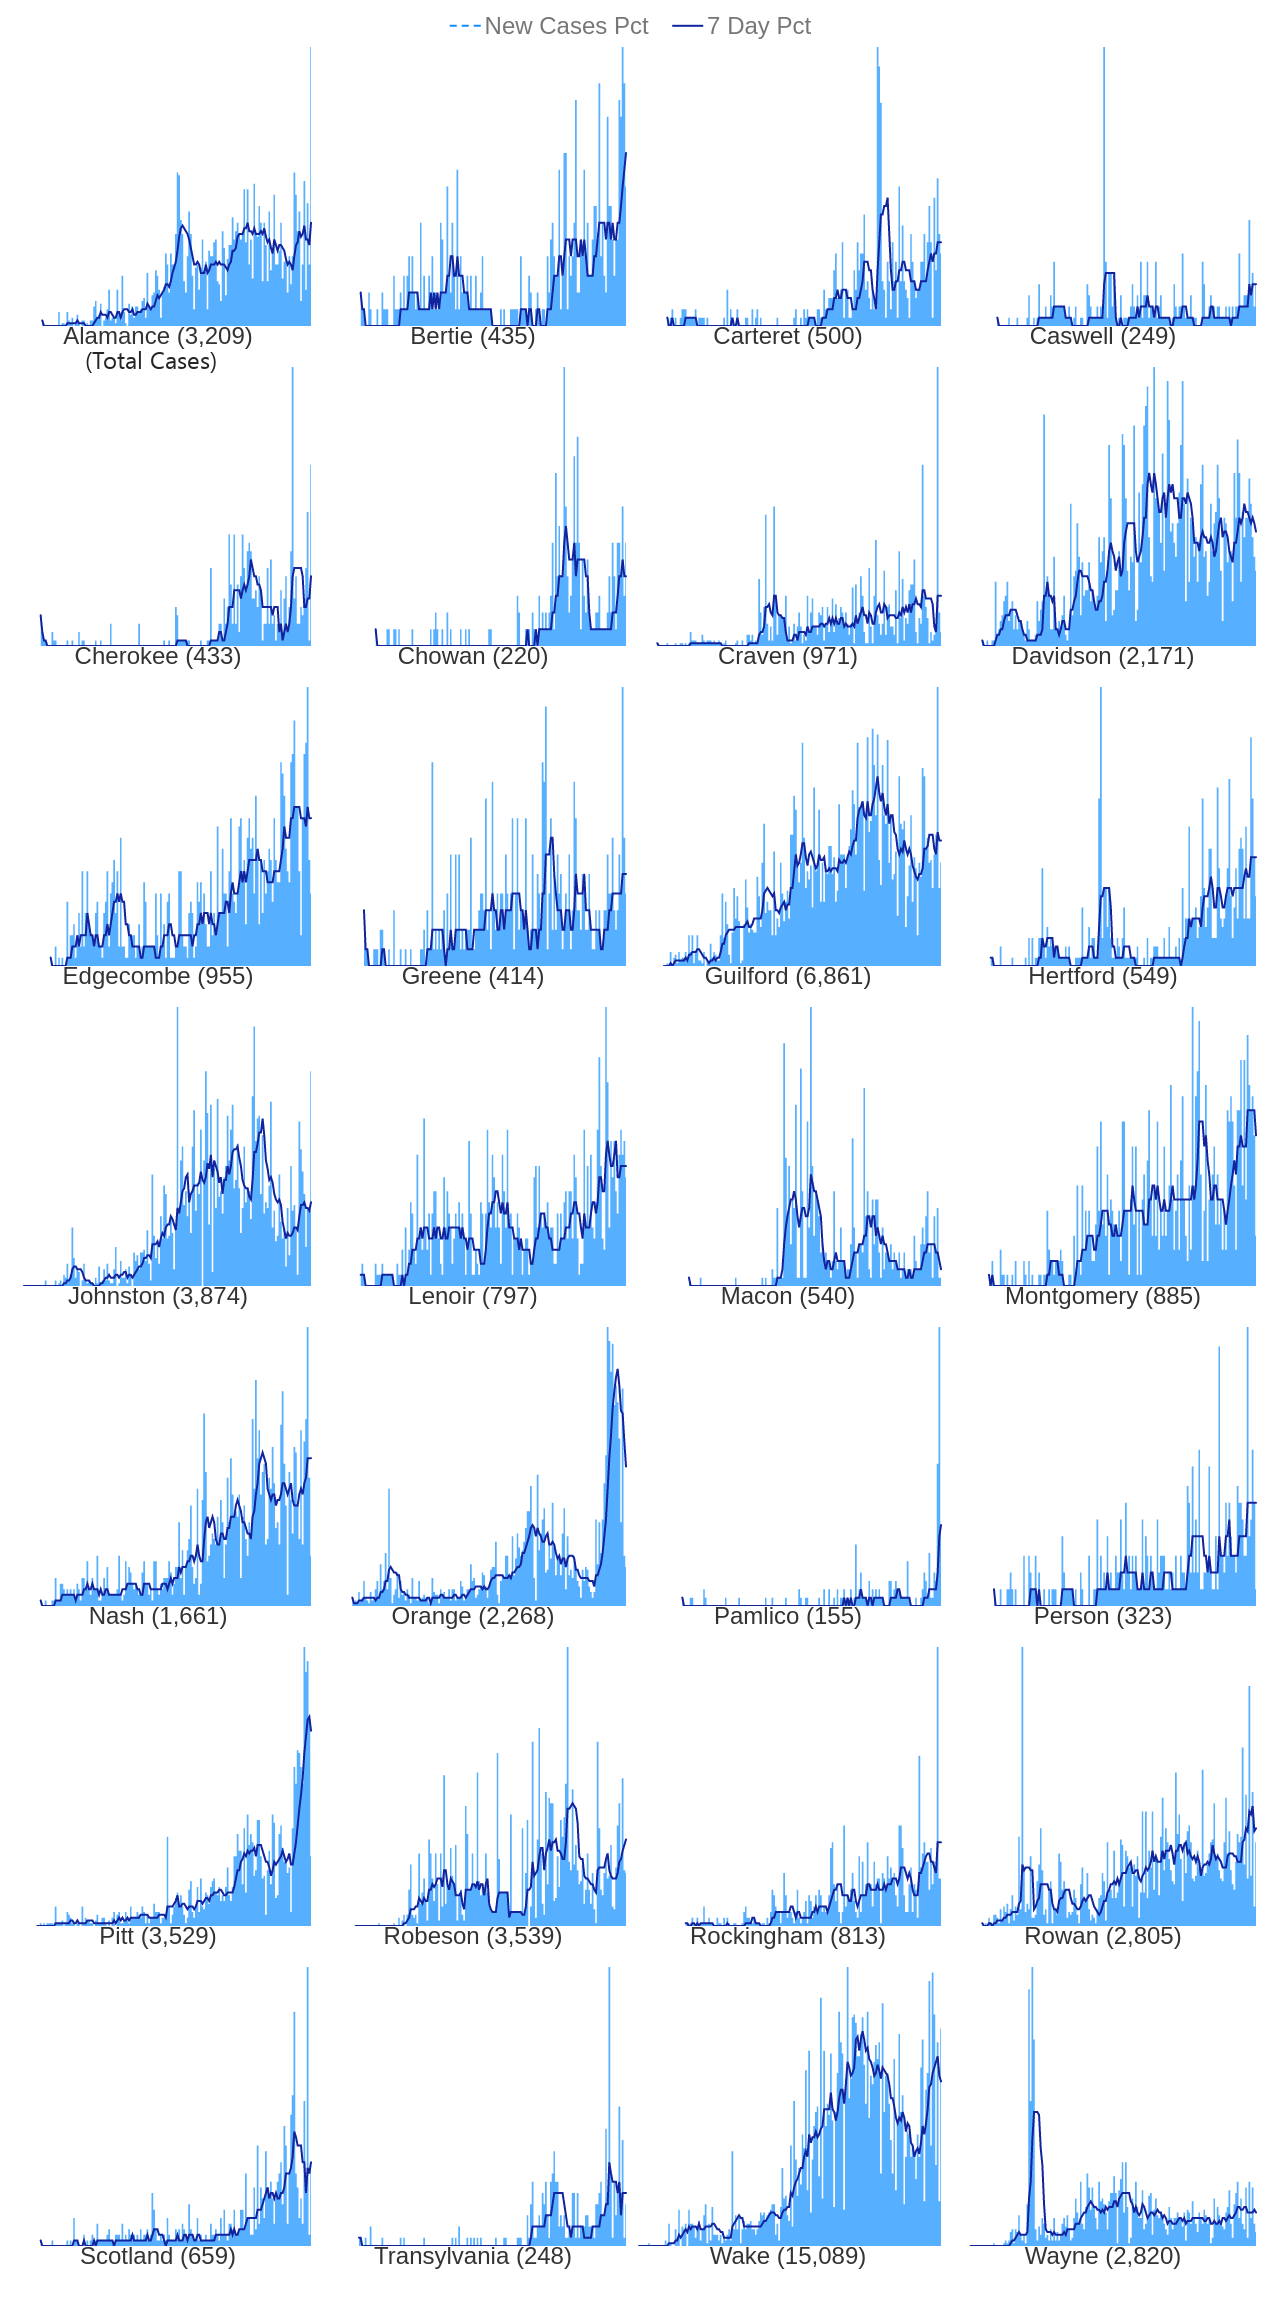 New Cases Pct 7 Day Pct
Alamance (3,209) Bertie (435) Carteret (500) Caswell (249)
(Total Cases)
Cherokee (433) Chowan (220) Craven (971) Davidson (2,171)
Edgecombe (955) Greene (414) Guilford (6,861) Hertford (549)
Johnston (3,874) Lenoir (797) Macon (540) Montgomery (885)
Nash (1,661) Orange (2,268) Pamlico (155) Person (323)
Pitt (3,529) Robeson (3,539) Rockingham (813) Rowan (2,805)
Scotland (659) Transylvania (248) Wake (15,089) Wayne (2,820)